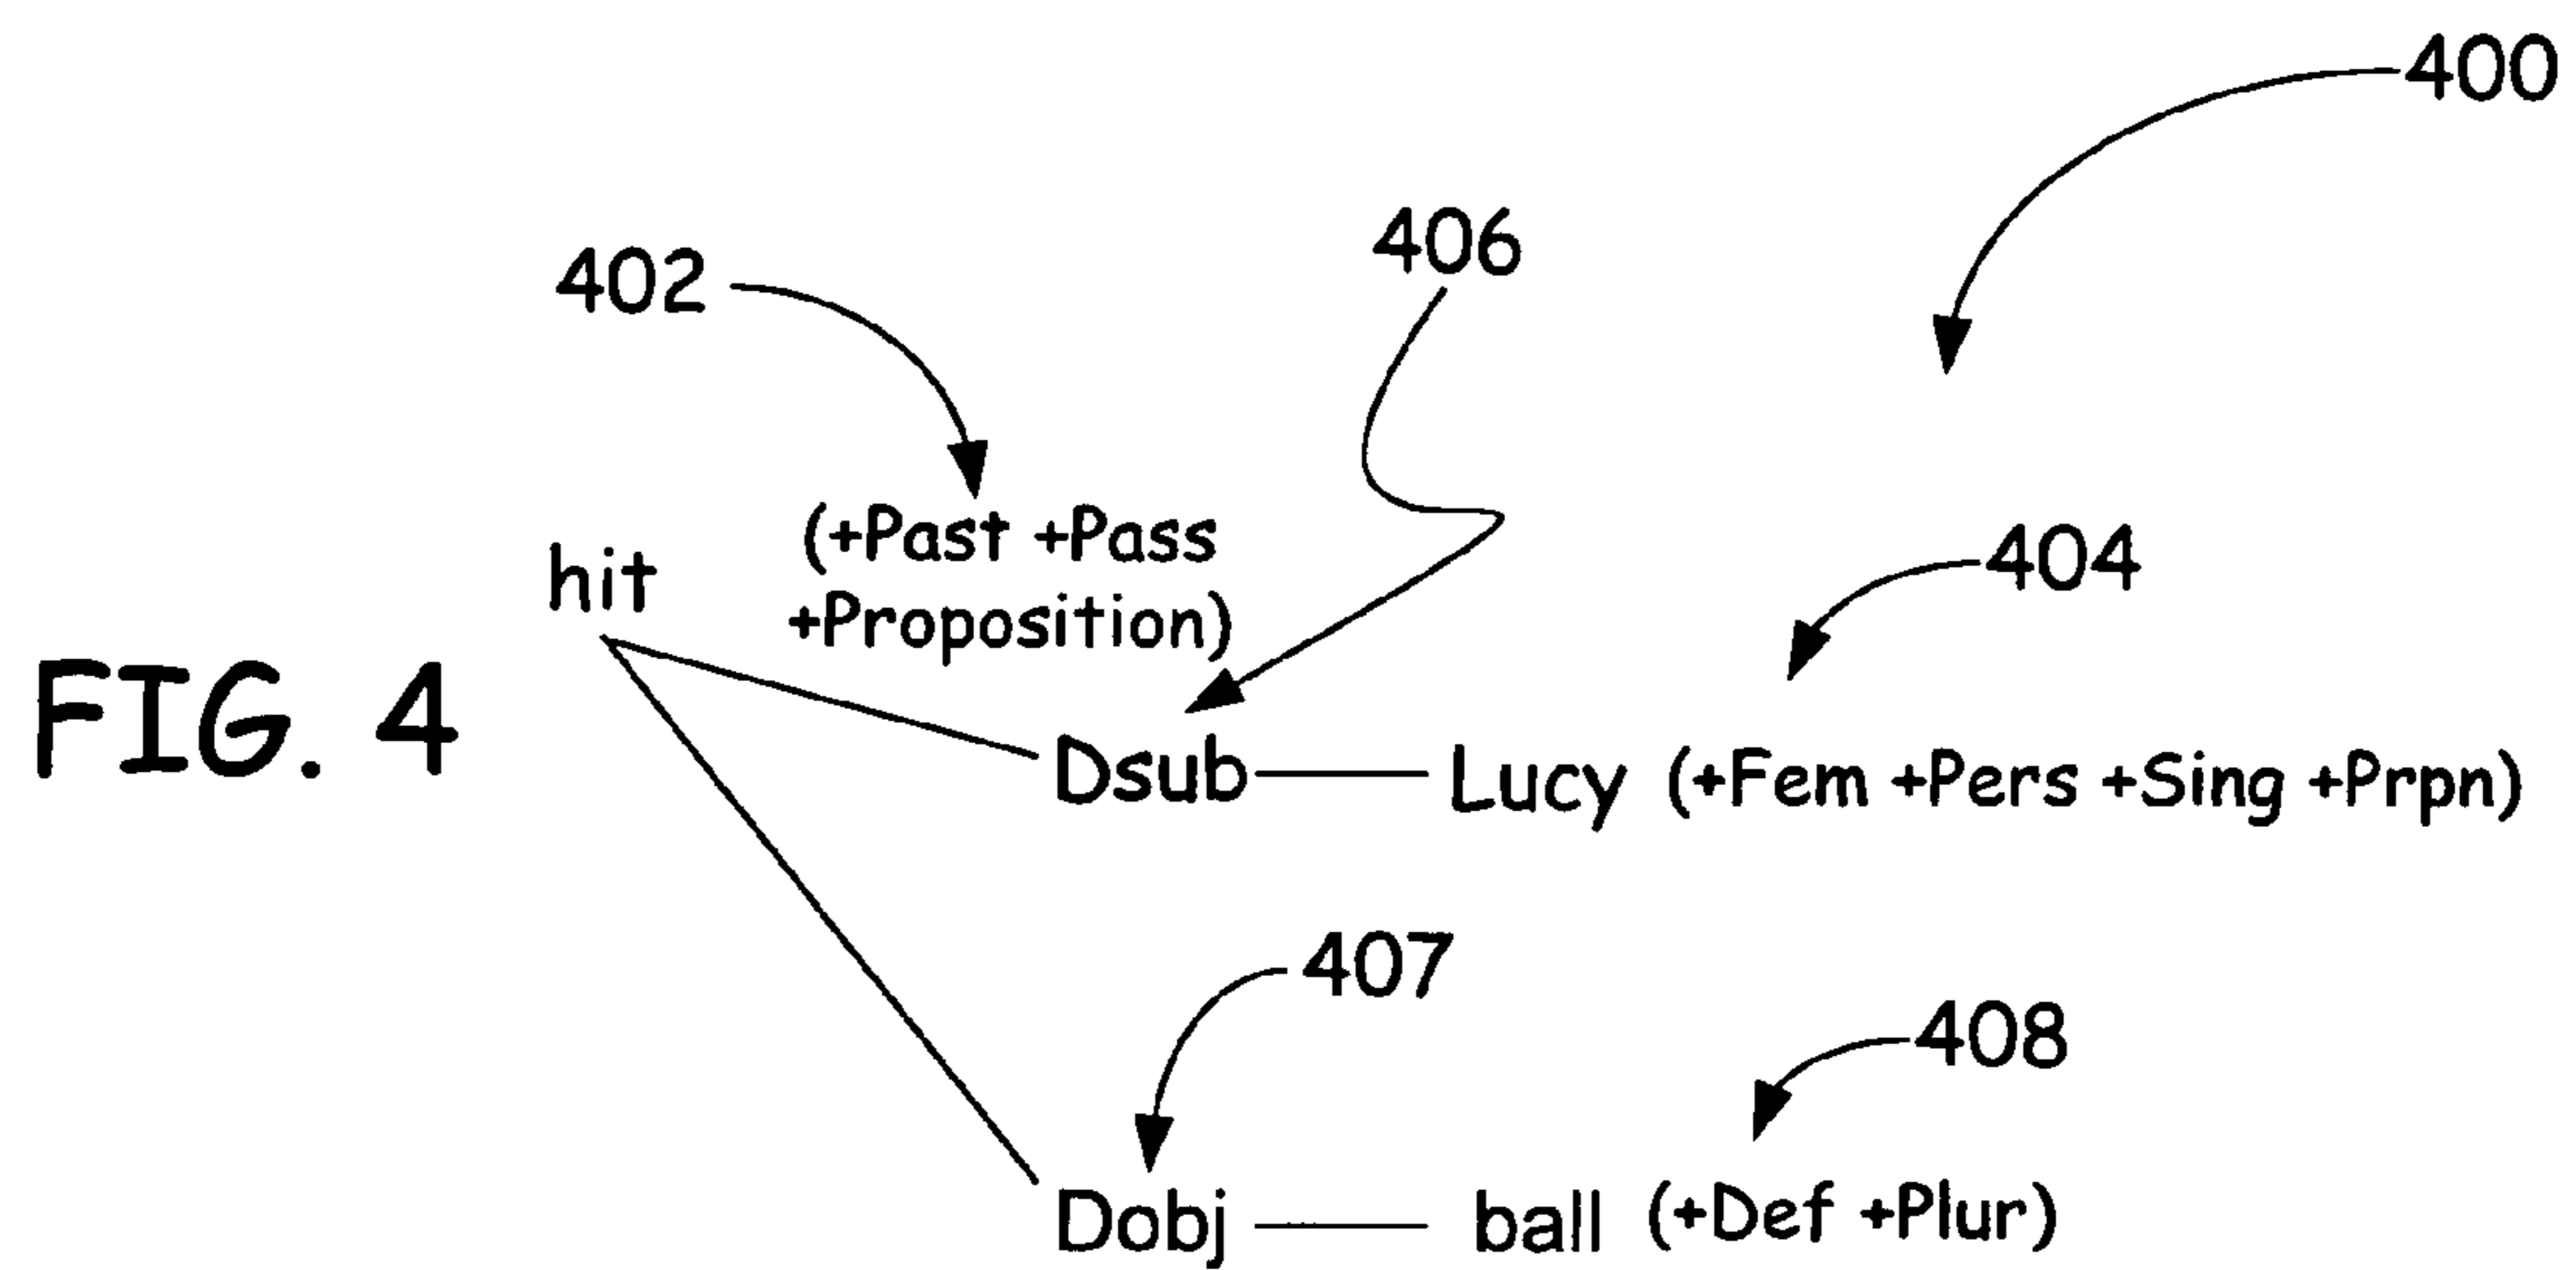 400
406
402
(+Past +Pass
hit
+Proposition)
404
FIG. 4
Dsub Lucy (+Fem +Pers +Sing +Prpn)
407
408
Dobj ball (+Def +Plur)